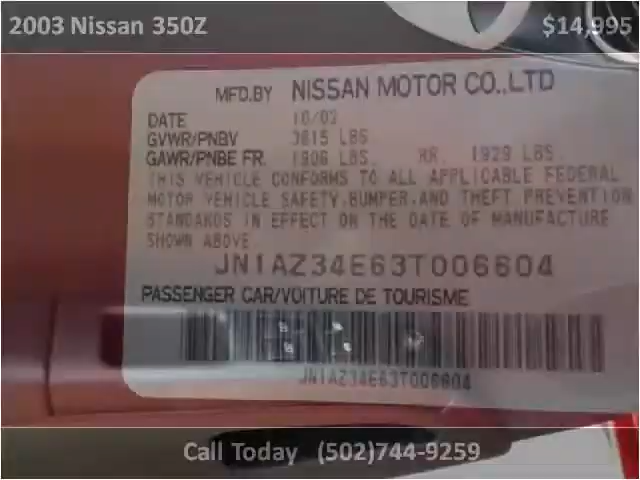 2003 Nissan 350Z $14,995
MFD.BY NISSAN MOTOR CO.,LTD
DATE 10/02
GVWR/PNBV 3815 LBS
GAWR/PNBE FR. 1906 LBS. RR. 1929 LBS.
THIS VEHICLE CONFORMS TO ALL APPLICABLE FEDERAL
MOTOR VEHICLE SAFETY,BUMPER,AND THEFT PREVENTION
STANDARDS IN EFFECT ON THE DATE OF MANUFACTURE
SHOWN ABOVE
JN1AZ34E63T006604
PASSENGER CAR/VOITURE DE TOURISME
JN1AZ34E63T006604
Call Today (502)744-9259